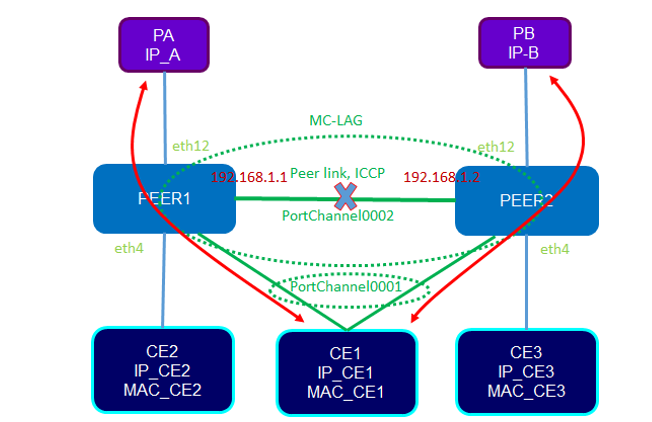 PA
IP_A
PB
IP-B
MC-LAG
eth12
eth12
192.168.1.1
Peer link, ICCP
192.168.1.2
PEER1
PEER2
PortChannel0002
eth4
eth4
PortChannel0001
CE2
IP_CE2
MAC_CE2
CE1
IP_CE1
MAC_CE1
CE3
IP_CE3
MAC_CE3